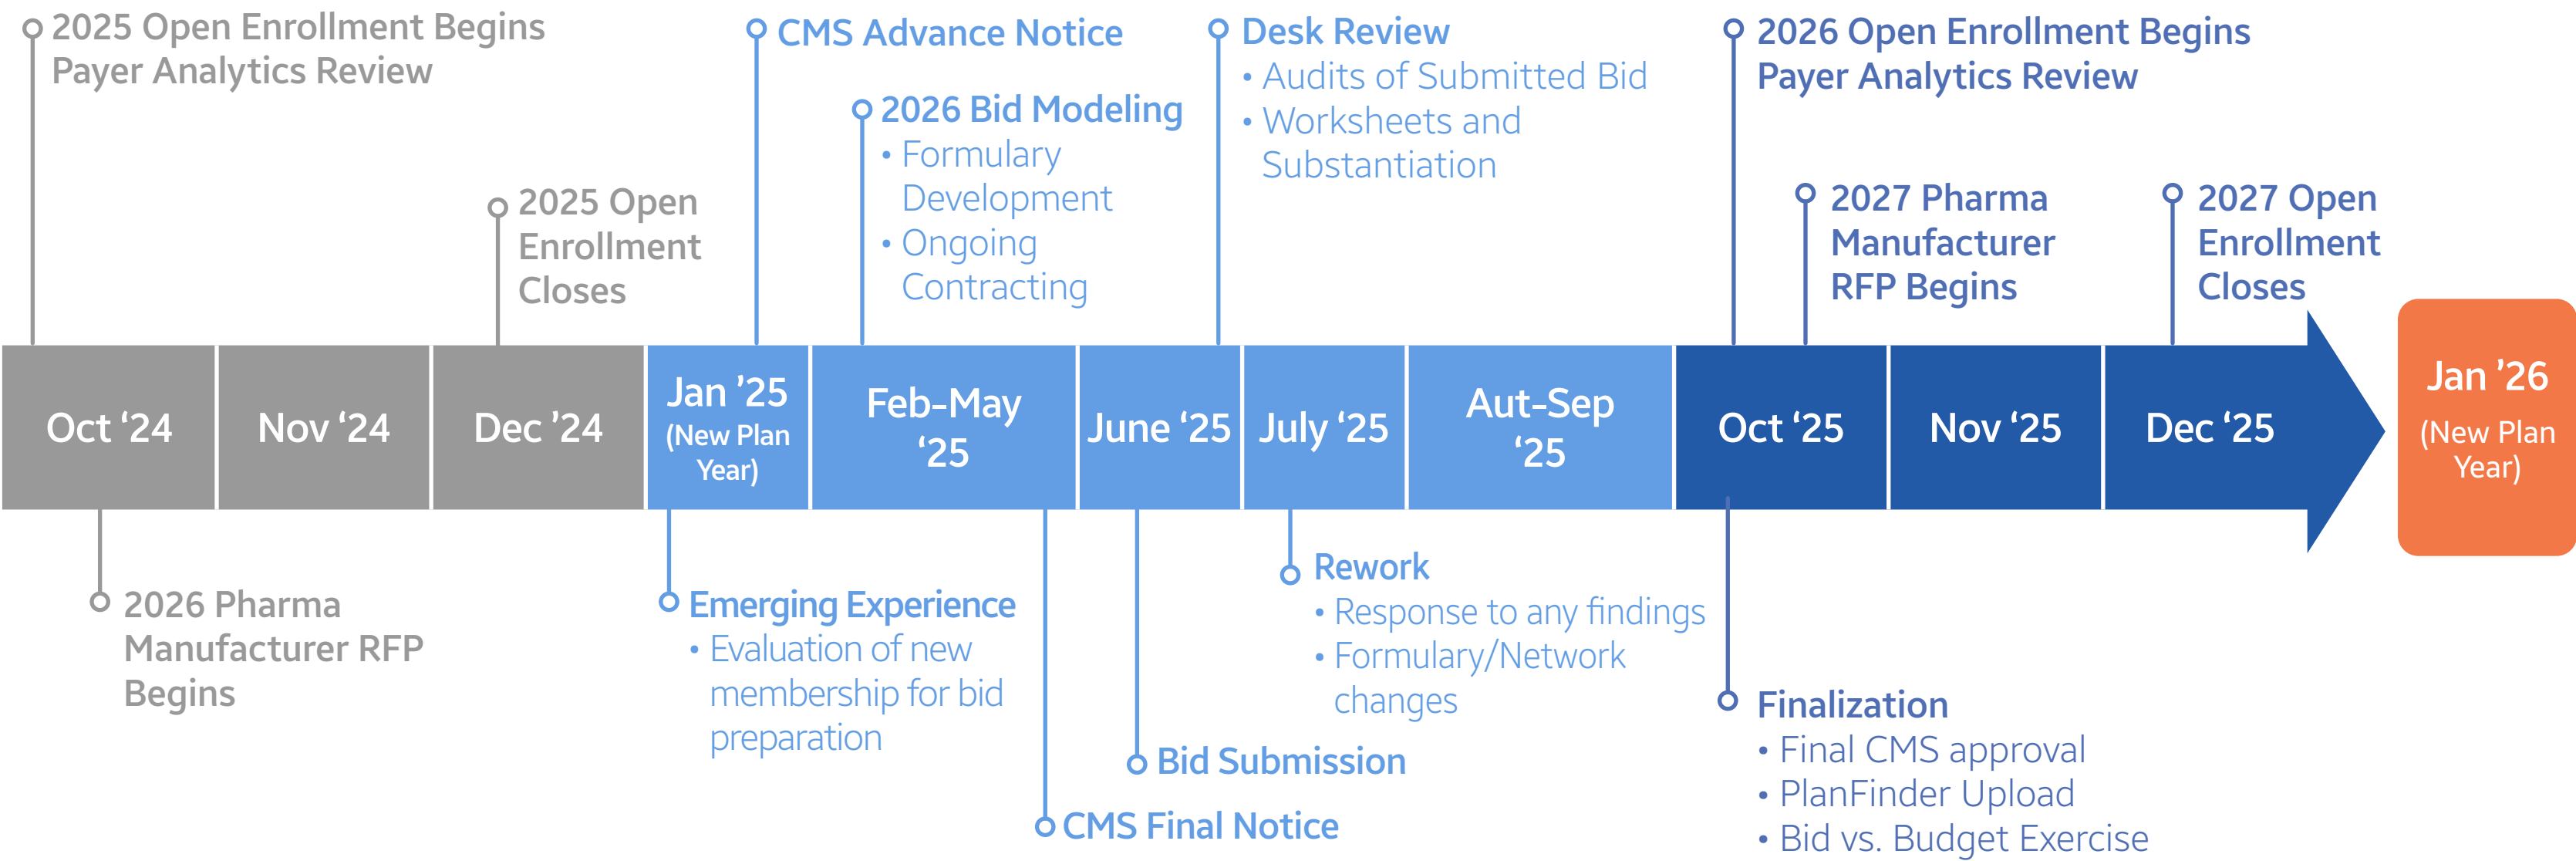 2025 Open Enrollment Begins
Payer Analytics Review
2025 Open
Enrollment
Closes
CMS Advance Notice
2026 Bid Modeling
• Formulary
Development
• Ongoing
Contracting
Desk Review
• Audits of Submitted Bid
• Worksheets and
Substantiation
2026 Open Enrollment Begins
Payer Analytics Review
2027 Pharma
Manufacturer
RFP Begins
2027 Open
Enrollment
Closes
Oct ‘24
Nov ‘24
Dec ’24
Jan ’25
(New Plan
Year)
Feb-May
‘25
June ‘25
July ‘25
Aut-Sep
‘25
Oct ‘25
Nov ‘25
Dec ‘25
Jan ’26
(New Plan
Year)
2026 Pharma
Manufacturer RFP
Begins
Emerging Experience
• Evaluation of new
membership for bid
preparation
CMS Final Notice
Bid Submission
Rework
• Response to any findings
• Formulary/Network
changes
Finalization
• Final CMS approval
• PlanFinder Upload
• Bid vs. Budget Exercise